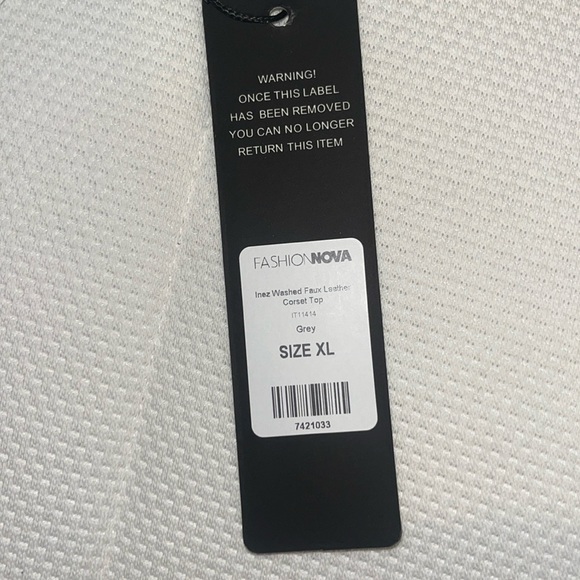 WARNING!
ONCE THIS LABEL
HAS BEEN REMOVED
YOU CAN NO LONGER
RETURN THIS ITEM
FASHIONNOVA
Inez Washed Faux Leather
Corset Top
IT11414
Grey
SIZE XL
7421033